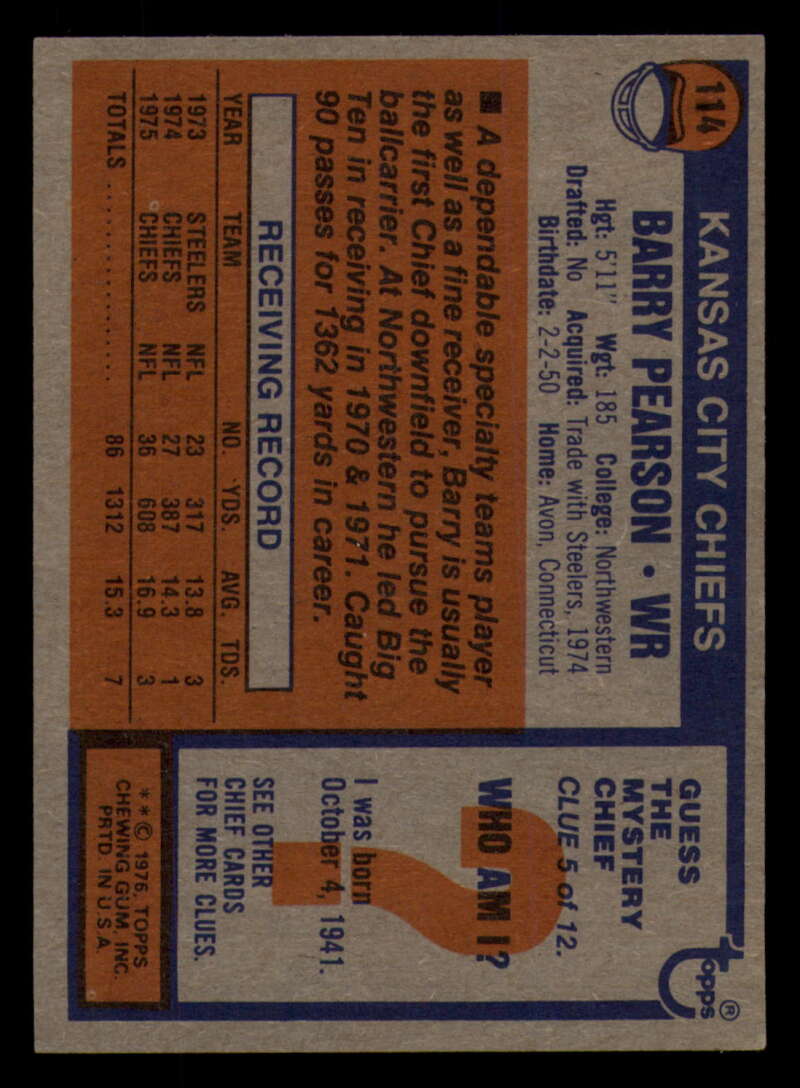 114
KANSAS CITY CHIEFS
BARRY PEARSON • WR
Hgt: 5'11" Wgt: 185 College: Northwestern
Drafted: No Acquired: Trade with Steelers, 1974
Birthdate: 2-2-50 Home: Avon, Connecticut
■ A dependable specialty teams player
as well as a fine receiver, Barry is usually
the first Chief downfield to pursue the
ballcarrier. At Northwestern he led Big
Ten in receiving in 1970 & 1971. Caught
90 passes for 1362 yards in career.
RECEIVING RECORD
YEAR TEAM NO. YDS. AVG. TDS.
1973 STEELERS NFL 23 317 13.8 3
1974 CHIEFS NFL 27 387 14.3 1
1975 CHIEFS NFL 36 608 16.9 3
TOTALS .................... 86 1312 15.3 7
topps®
GUESS
THE
MYSTERY
CHIEF
CLUE 5 of 12.
?
WHO AM I?
I was born
October 4, 1941.
SEE OTHER
CHIEF CARDS
FOR MORE CLUES.
**© 1976, TOPPS
CHEWING GUM, INC.
PRTD. IN U.S.A.